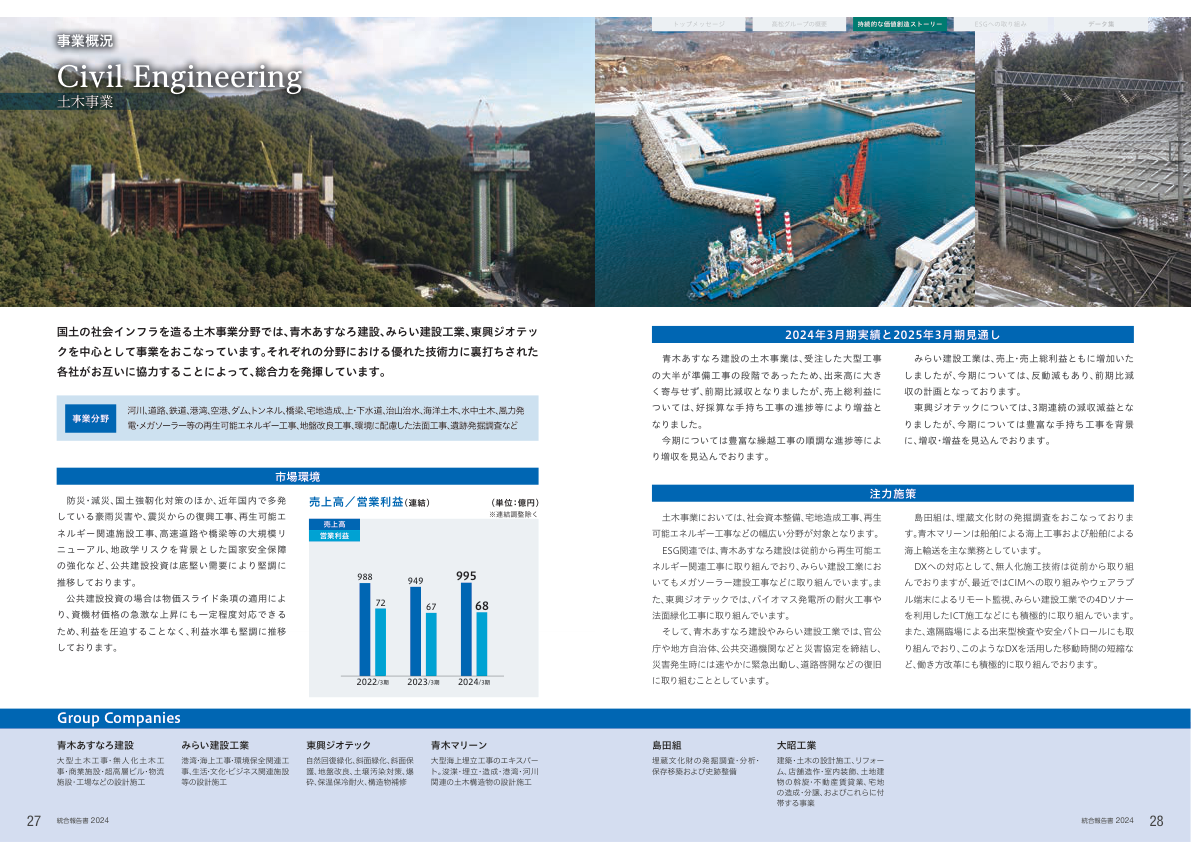 事業概況
Civil Engineering
土木事業
トップメッセージ
高松グループの概要
持続的な価値創造ストーリー
ESGへの取り組み
データ集
国土の社会インフラを造る土木事業分野では、青木あすなろ建設、みらい建設工業、東興ジオテッ
クを中心として事業をおこなっています。それぞれの分野における優れた技術力に裏打ちされた
各社がお互いに協力することによって、総合力を発揮しています。
事業分野
河川、道路、鉄道、港湾、空港、ダム、トンネル、橋梁、宅地造成、上・下水道、治山治水、海洋土木、水中土木、風力発
電・メガソーラー等の再生可能エネルギー工事、地盤改良工事、環境に配慮した法面工事、遺跡発掘調査など
市場環境
防災・減災、国土強靭化対策のほか、近年国内で多発
している豪雨災害や、震災からの復興工事、再生可能エ
ネルギー関連施設工事、高速道路や橋梁等の大規模リ
ニューアル、地政学リスクを背景とした国家安全保障
の強化など、公共建設投資は底堅い需要により堅調に
推移しております。
公共建設投資の場合は物価スライド条項の適用によ
り、資機材価格の急激な上昇にも一定程度対応できる
ため、利益を圧迫することなく、利益水準も堅調に推移
しております。
売上高／営業利益(連結)
(単位:億円)
※連結調整除く
売上高
営業利益
988
72
949
67
995
68
2022/3期
2023/3期
2024/3期
2024年3月期実績と2025年3月期見通し
青木あすなろ建設の土木事業は、受注した大型工事
の大半が準備工事の段階であったため、出来高に大き
く寄与せず、前期比減収となりましたが、売上総利益に
ついては、好採算な手持ち工事の進捗等により増益と
なりました。
今期については豊富な繰越工事の順調な進捗等によ
り増収を見込んでおります。
みらい建設工業は、売上・売上総利益ともに増加いた
しましたが、今期については、反動減もあり、前期比減
収の計画となっております。
東興ジオテックについては、3期連続の減収減益とな
りましたが、今期については豊富な手持ち工事を背景
に、増収・増益を見込んでおります。
注力施策
土木事業においては、社会資本整備、宅地造成工事、再生
可能エネルギー工事などの幅広い分野が対象となります。
ESG関連では、青木あすなろ建設は従前から再生可能エ
ネルギー関連工事に取り組んでおり、みらい建設工業にお
いてもメガソーラー建設工事などに取り組んでいます。ま
た、東興ジオテックでは、バイオマス発電所の耐火工事や
法面緑化工事に取り組んでいます。
そして、青木あすなろ建設やみらい建設工業では、官公
庁や地方自治体、公共交通機関などと災害協定を締結し、
災害発生時には速やかに緊急出動し、道路啓開などの復旧
に取り組むこととしています。
島田組は、埋蔵文化財の発掘調査をおこなっておりま
す。青木マリーンは船舶による海上工事および船舶による
海上輸送を主な業務としています。
DXへの対応として、無人化施工技術は従前から取り組
んでおりますが、最近ではCIMへの取り組みやウェアラブ
ル端末によるリモート監視、みらい建設工業での4Dソナー
を利用したICT施工などにも積極的に取り組んでいます。
また、遠隔臨場による出来型検査や安全パトロールにも取
り組んでおり、このようなDXを活用した移動時間の短縮な
ど、働き方改革にも積極的に取り組んでおります。
Group Companies
青木あすなろ建設
大型土木工事・無人化土木工
事・商業施設・超高層ビル・物流
施設・工場などの設計施工
みらい建設工業
港湾・海上工事・環境保全関連工
事、生活・文化・ビジネス関連施設
等の設計施工
東興ジオテック
自然回復緑化、斜面緑化、斜面保
護、地盤改良、土壌汚染対策、爆
砕、保温保冷耐火、構造物補修
青木マリーン
大型海上埋立工事のエキスパー
ト。浚渫・埋立・造成・港湾・河川
関連の土木構造物の設計施工
島田組
埋蔵文化財の発掘調査・分析・
保存移築および史跡整備
大昭工業
建築・土木の設計施工、リフォー
ム、店舗造作・室内装飾、土地建
物の斡旋・不動産賃貸業、宅地
の造成・分譲、およびこれらに付
帯する事業
27
統合報告書 2024
統合報告書 2024
28